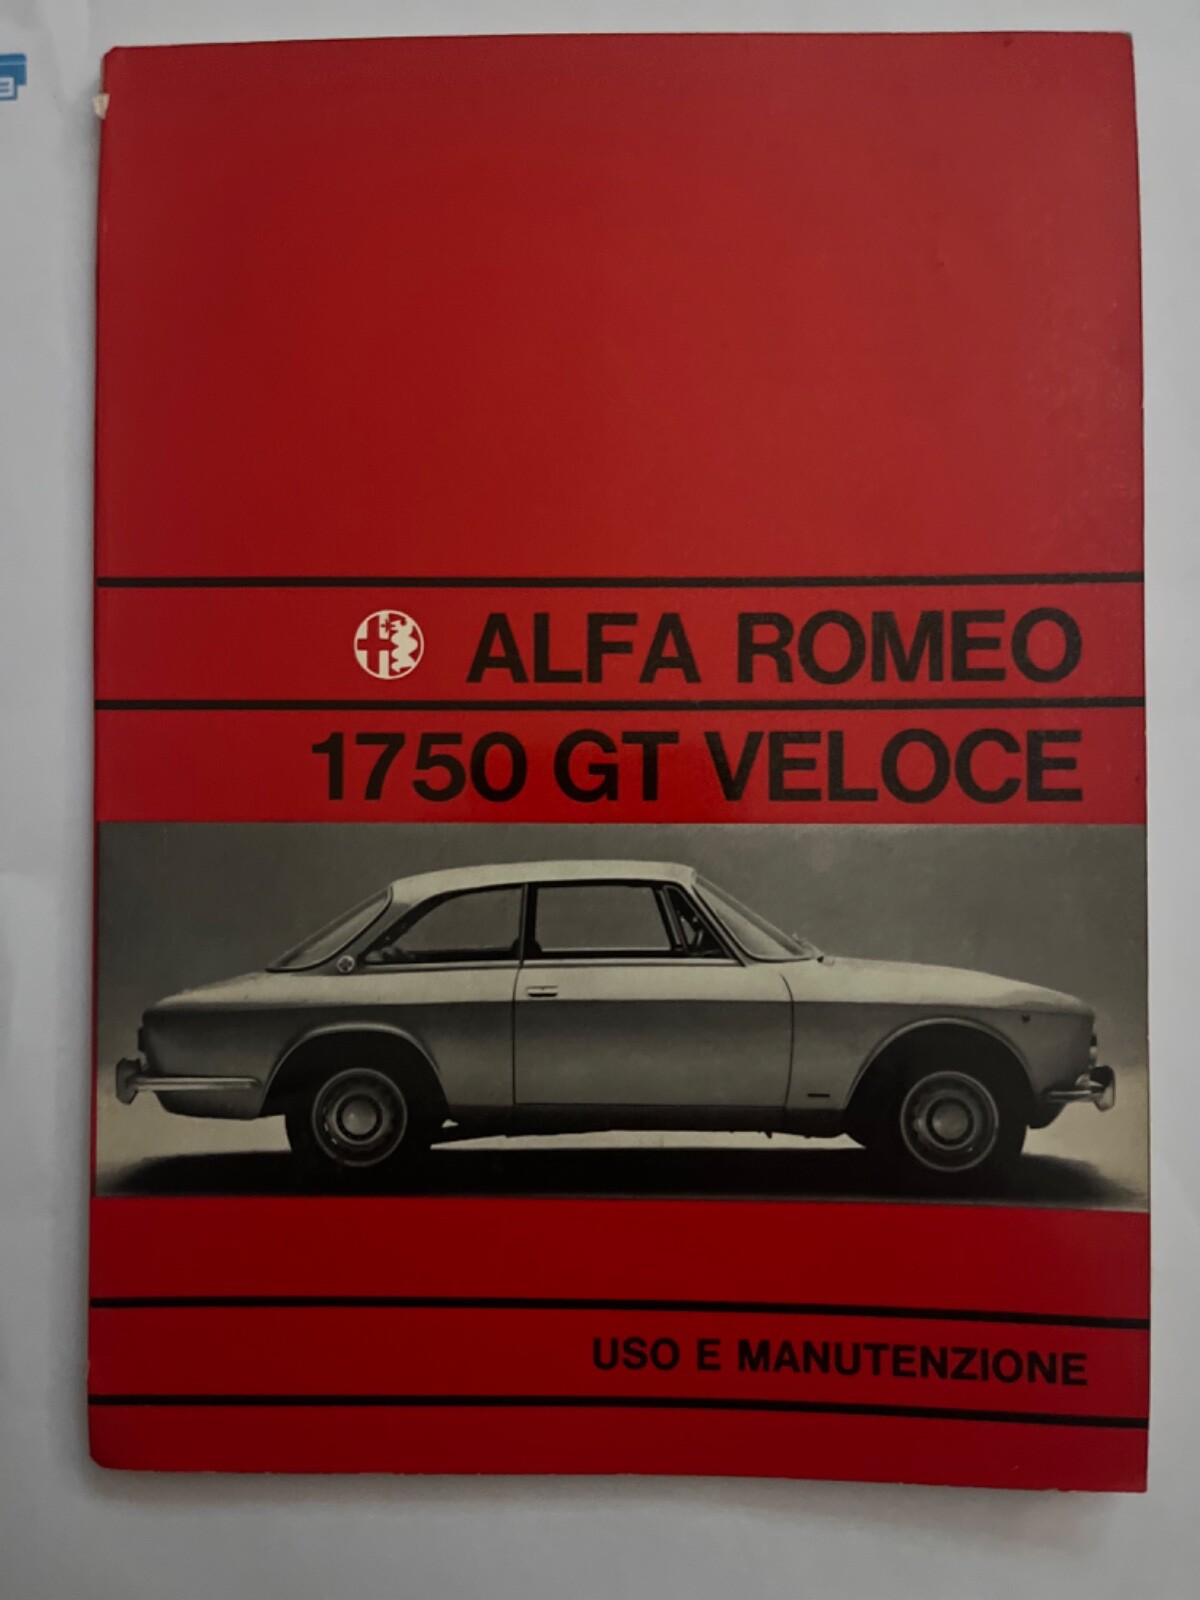 ALFA ROMEO
1750 GT VELOCE
USO E MANUTENZIONE